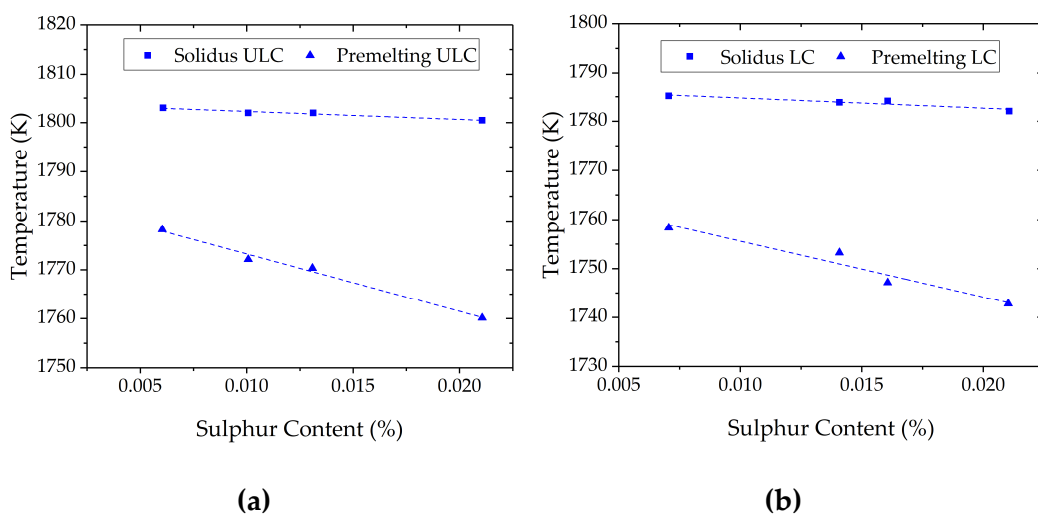 1820
1810
1800
1790
1780
1770
1760
1750
Temperature (K)
Solidus ULC Premelting ULC
0.005 0.010 0.015 0.020
Sulphur Content (%)
(a)
1800
1790
1780
1770
1760
1750
1740
1730
Temperature (K)
Solidus LC Premelting LC
0.005 0.010 0.015 0.020
Sulphur Content (%)
(b)